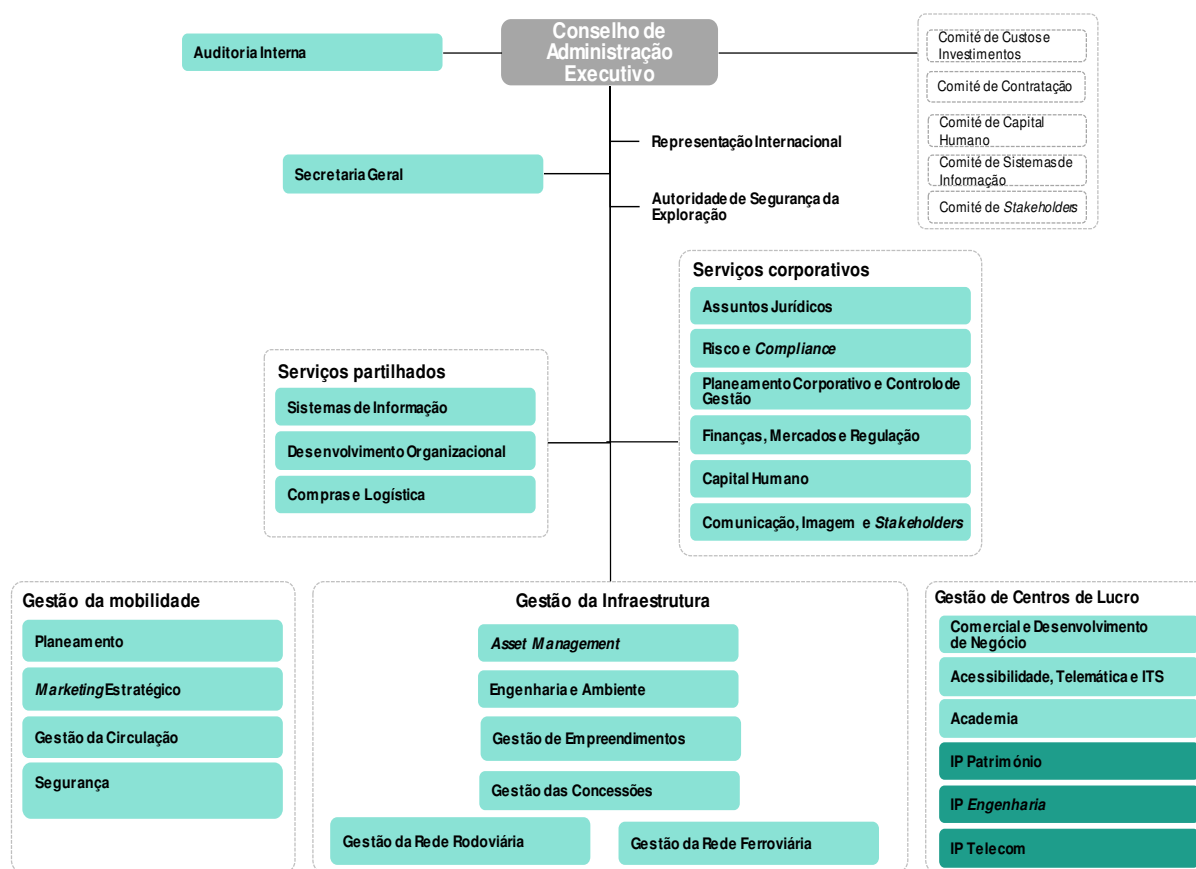 Conselho de
Administração
Executivo
Auditoria Interna
Comité de Custos e
Investimentos
Comité de Contratação
Comité de Capital
Humano
Comité de Sistemas de
Informação
Comité de Stakeholders
Representação Internacional
Secretaria Geral
Autoridade de Segurança da
Exploração
Serviços corporativos
Assuntos Jurídicos
Risco e Compliance
Planeamento Corporativo e Controlo de
Gestão
Finanças, Mercados e Regulação
Capital Humano
Comunicação, Imagem e Stakeholders
Serviços partilhados
Sistemas de Informação
Desenvolvimento Organizacional
Compras e Logística
Gestão da mobilidade
Planeamento
Marketing Estratégico
Gestão da Circulação
Segurança
Gestão da Infraestrutura
Asset Management
Engenharia e Ambiente
Gestão de Empreendimentos
Gestão das Concessões
Gestão da Rede Rodoviária
Gestão da Rede Ferroviária
Gestão de Centros de Lucro
Comercial e Desenvolvimento
de Negócio
Acessibilidade, Telemática e ITS
Academia
IP Património
IP Engenharia
IP Telecom